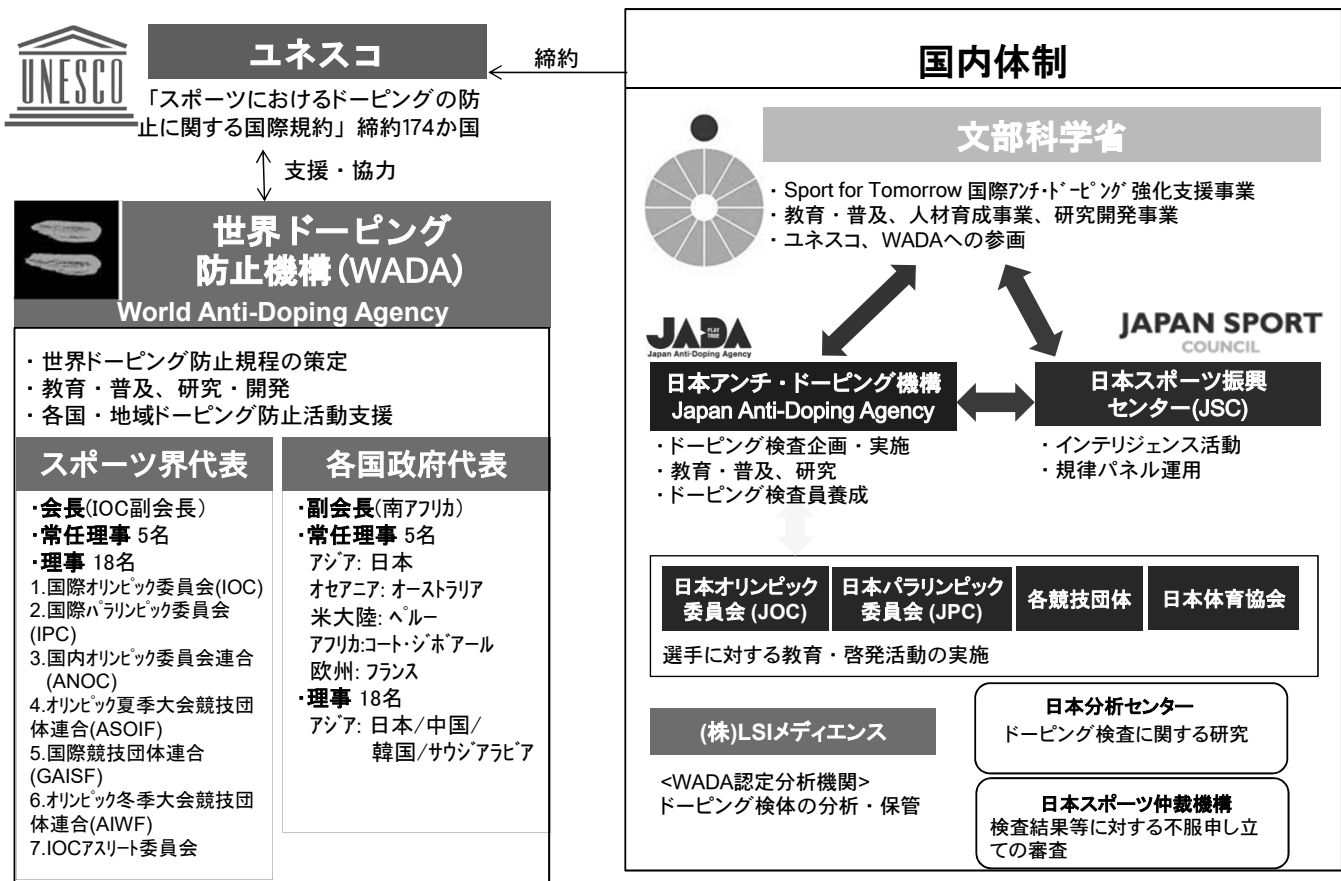 UNESCO
ユネスコ
「スポーツにおけるドーピングの防
止に関する国際規約」締約174か国
締約
支援・協力
世界ドーピング
防止機構(WADA)
World Anti-Doping Agency
・世界ドーピング防止規程の策定
・教育・普及、研究・開発
・各国・地域ドーピング防止活動支援
スポーツ界代表
・会長(IOC副会長)
・常任理事 5名
・理事 18名
1.国際オリンピック委員会(IOC)
2.国際パラリンピック委員会
(IPC)
3.国内オリンピック委員会連合
(ANOC)
4.オリンピック夏季大会競技団
体連合(ASOIF)
5.国際競技団体連合
(GAISF)
6.オリンピック冬季大会競技団
体連合(AIWF)
7.IOCアスリート委員会
各国政府代表
・副会長(南アフリカ)
・常任理事 5名
アジア: 日本
オセアニア: オーストラリア
米大陸: ペルー
アフリカ:コート・ジボアール
欧州: フランス
・理事 18名
アジア: 日本/中国/
韓国/サウジアラビア
国内体制
文部科学省
・Sport for Tomorrow 国際アンチ・ドーピング強化支援事業
・教育・普及、人材育成事業、研究開発事業
・ユネスコ、WADAへの参画
JADA
PLAY
TRUE
Japan Anti-Doping Agency
日本アンチ・ドーピング機構
Japan Anti-Doping Agency
・ドーピング検査企画・実施
・教育・普及、研究
・ドーピング検査員養成
JAPAN SPORT
COUNCIL
日本スポーツ振興
センター(JSC)
・インテリジェンス活動
・規律パネル運用
日本オリンピック
委員会 (JOC)
日本パラリンピック
委員会 (JPC)
各競技団体
日本体育協会
選手に対する教育・啓発活動の実施
(株)LSIメディエンス
<WADA認定分析機関>
ドーピング検体の分析・保管
日本分析センター
ドーピング検査に関する研究
日本スポーツ仲裁機構
検査結果等に対する不服申し立
ての審査